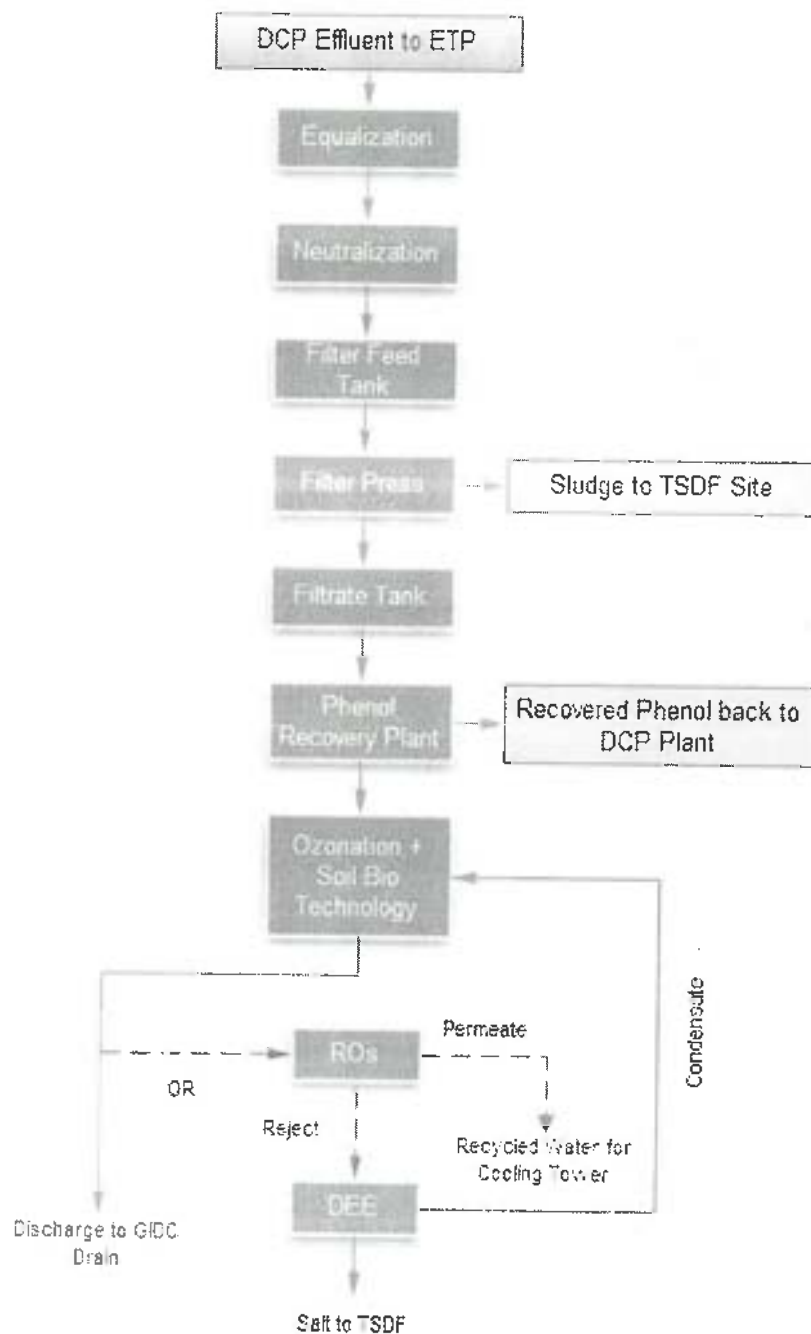 DCP Effluent to ETP
Equalization
Neutralization
Filter Feed
Tank
Filter Press
Sludge to TSDF Site
Filtrate Tank
Phenol
Recovery Plant
Recovered Phenol back to
DCP Plant
Ozonation +
Soil Bio
Technology
Condensate
Permeate
ROs
OR
Reject
Recycled Water for
Cooling Tower
DEE
Discharge to GIDC
Drain
Salt to TSDF